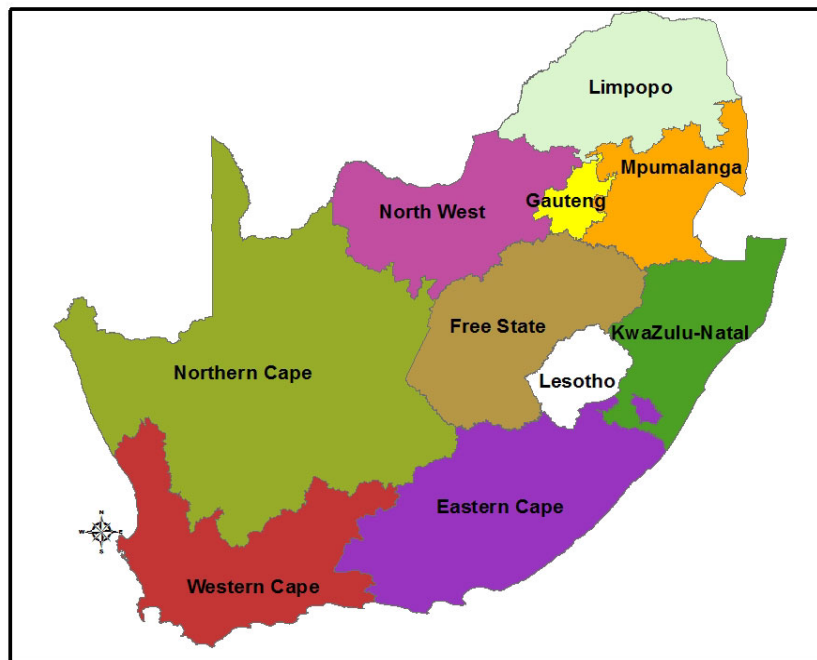 Limpopo
Mpumalanga
Gauteng
North West
Free State
KwaZulu-Natal
Northern Cape
Lesotho
Eastern Cape
N
W E
S
Western Cape